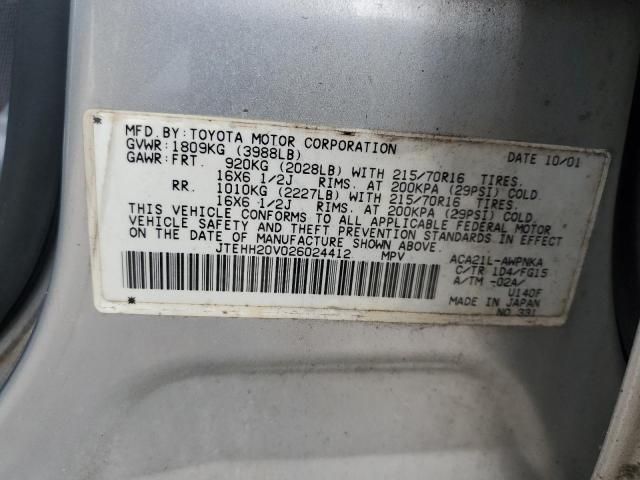 MFD.BY:TOYOTA MOTOR CORPORATION DATE 10/01
GVWR:1809KG (3988LB)
GAWR:FRT. 920KG (2028LB) WITH 215/70R16 TIRES.
16X6 1/2J RIMS. AT 200KPA (29PSI) COLD.
RR. 1010KG (2227LB) WITH 215/70R16 TIRES.
16X6 1/2J RIMS. AT 200KPA (29PSI) COLD.
THIS VEHICLE CONFORMS TO ALL APPLICABLE FEDERAL MOTOR
VEHICLE SAFETY AND THEFT PREVENTION STANDARDS IN EFFECT
ON THE DATE OF MANUFACTURE SHOWN ABOVE.
JTEHH20V026024412 MPV ACA21L-AWPNKA
C/TR 1D4/FG15
A/TM -02A/
U140F
MADE IN JAPAN
NO.331